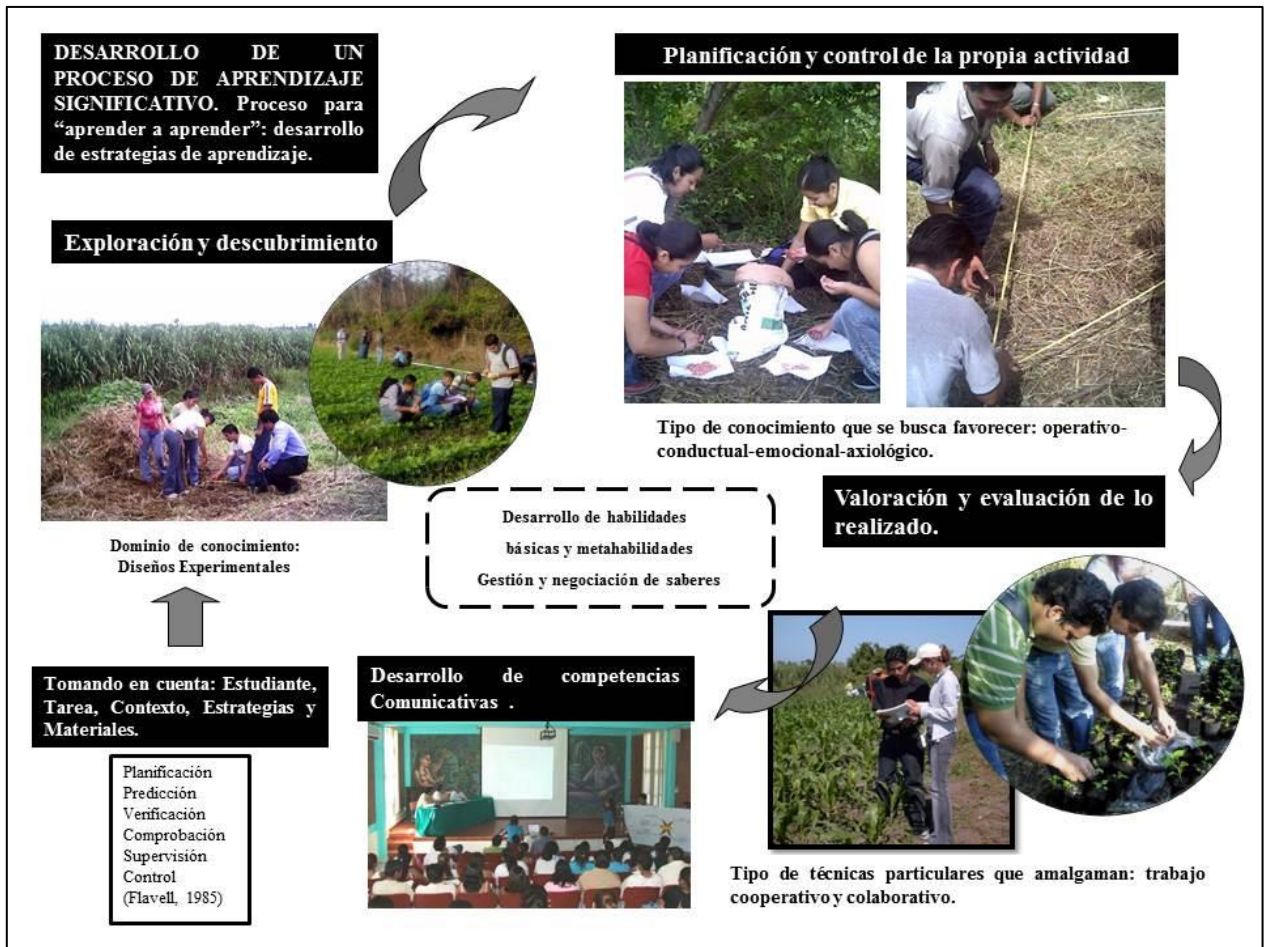 DESARROLLO DE UN
PROCESO DE APRENDIZAJE
SIGNIFICATIVO. Proceso para
“aprender a aprender”: desarrollo
de estrategias de aprendizaje.
Planificación y control de la propia actividad
Exploración y descubrimiento
Tipo de conocimiento que se busca favorecer: operativo-
conductual-emocional-axiológico.
Valoración y evaluación de lo
realizado.
Desarrollo de habilidades
básicas y metahabilidades
Gestión y negociación de saberes
Dominio de conocimiento:
Diseños Experimentales
Tomando en cuenta: Estudiante,
Tarea, Contexto, Estrategias y
Materiales.
Planificación
Predicción
Verificación
Comprobación
Supervisión
Control
(Flavell, 1985)
Desarrollo de competencias
Comunicativas .
Tipo de técnicas particulares que amalgaman: trabajo
cooperativo y colaborativo.